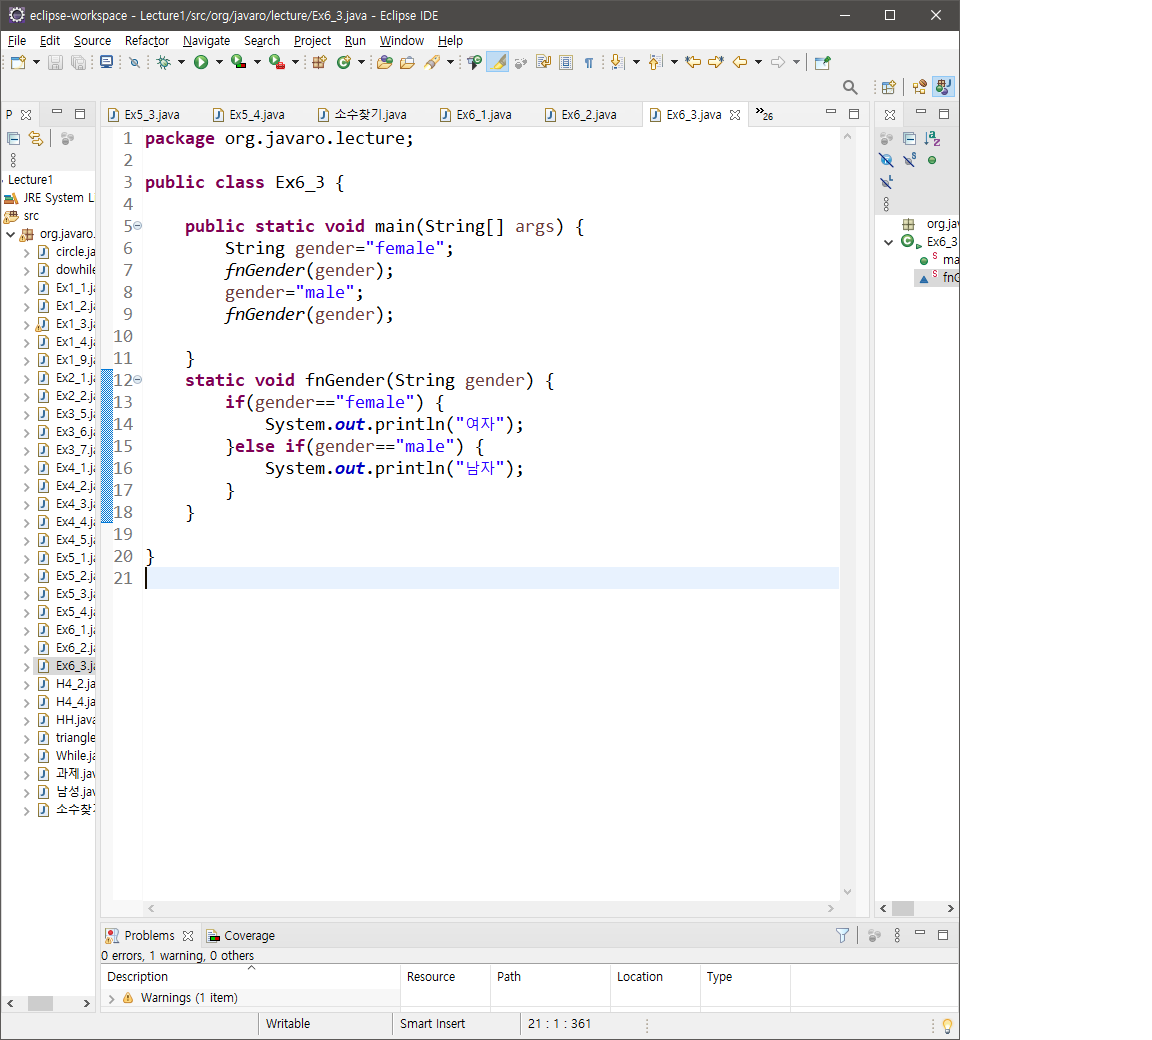 eclipse-workspace - Lecture1/src/org/javaro/lecture/Ex6_3.java - Eclipse IDE
File Edit Source Refactor Navigate Search Project Run Window Help
P
Ex5_3.java Ex5_4.java 소수찾기.java Ex6_1.java Ex6_2.java Ex6_3.java »26
Lecture1
JRE System L
src
org.javaro.
circle.ja
dowhile
Ex1_1.ja
Ex1_2.ja
Ex1_3.ja
Ex1_4.ja
Ex1_9.ja
Ex2_1.ja
Ex2_2.ja
Ex3_5.ja
Ex3_6.ja
Ex3_7.ja
Ex4_1.ja
Ex4_2.ja
Ex4_3.ja
Ex4_4.ja
Ex4_5.ja
Ex5_1.ja
Ex5_2.ja
Ex5_3.ja
Ex5_4.ja
Ex6_1.ja
Ex6_2.ja
Ex6_3.ja
H4_2.ja
H4_4.ja
HH.java
triangle
While.ja
과제.jav
남성.jav
소수찾기
1 package org.javaro.lecture;
2
3 public class Ex6_3 {
4
5 public static void main(String[] args) {
6 String gender="female";
7 fnGender(gender);
8 gender="male";
9 fnGender(gender);
10
11 }
12 static void fnGender(String gender) {
13 if(gender=="female") {
14 System.out.println("여자");
15 }else if(gender=="male") {
16 System.out.println("남자");
17 }
18 }
19
20 }
21
org.jav
Ex6_3
ma
fnG
Problems Coverage
0 errors, 1 warning, 0 others
Description Resource Path Location Type
Warnings (1 item)
Writable Smart Insert 21 : 1 : 361